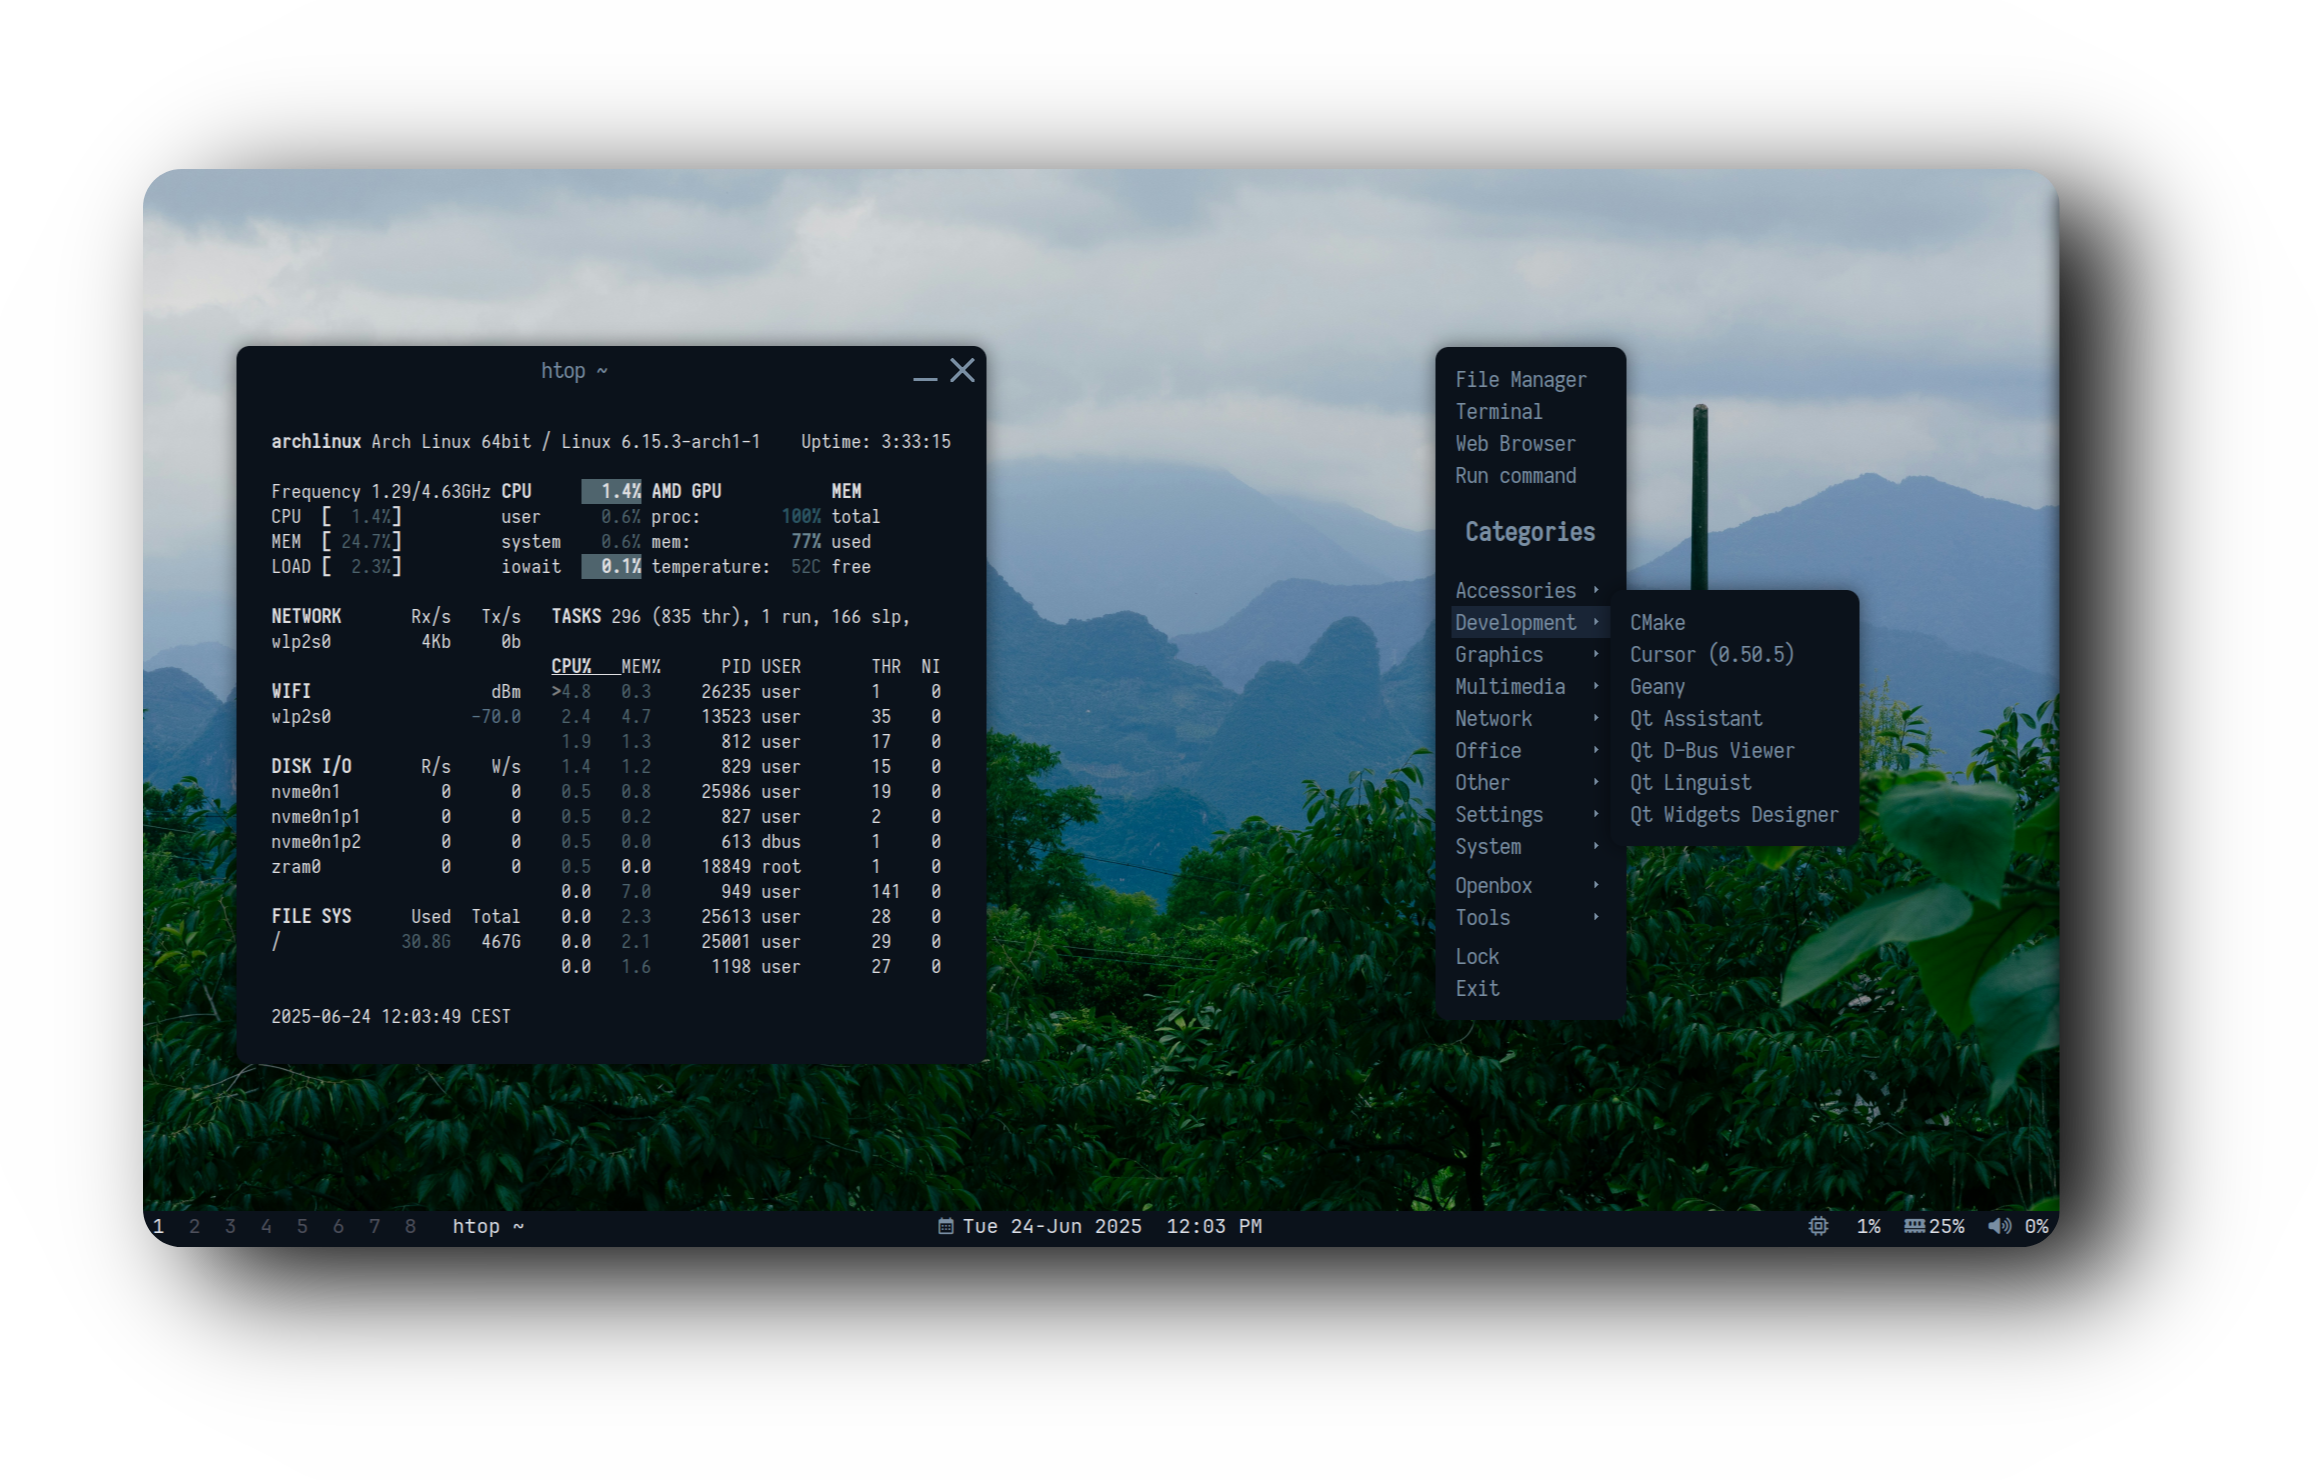 htop ~
archlinux Arch Linux 64bit / Linux 6.15.3-arch1-1 Uptime: 3:33:15
Frequency 1.29/4.63GHz CPU 1.4% AMD GPU MEM
CPU [ 1.4%] user 0.6% proc: 100% total
MEM [ 24.7%] system 0.6% mem: 77% used
LOAD [ 2.3%] iowait 0.1% temperature: 52C free
NETWORK Rx/s Tx/s TASKS 296 (835 thr), 1 run, 166 slp,
wlp2s0 4Kb 0b
CPU% MEM% PID USER THR NI
WIFI dBm >4.8 0.3 26235 user 1 0
wlp2s0 -70.0 2.4 4.7 13523 user 35 0
1.9 1.3 812 user 17 0
DISK I/O R/s W/s 1.4 1.2 829 user 15 0
nvme0n1 0 0 0.5 0.8 25986 user 19 0
nvme0n1p1 0 0 0.5 0.2 827 user 2 0
nvme0n1p2 0 0 0.5 0.0 613 dbus 1 0
zram0 0 0 0.5 0.0 18849 root 1 0
0.0 7.0 949 user 141 0
FILE SYS Used Total 0.0 2.3 25613 user 28 0
/ 30.8G 467G 0.0 2.1 25001 user 29 0
0.0 1.6 1198 user 27 0
2025-06-24 12:03:49 CEST
File Manager
Terminal
Web Browser
Run command
Categories
Accessories
Development
Graphics
Multimedia
Network
Office
Other
Settings
System
Openbox
Tools
Lock
Exit
CMake
Cursor (0.50.5)
Geany
Qt Assistant
Qt D-Bus Viewer
Qt Linguist
Qt Widgets Designer
1 2 3 4 5 6 7 8 htop ~ Tue 24-Jun 2025 12:03 PM 1% 25% 0%